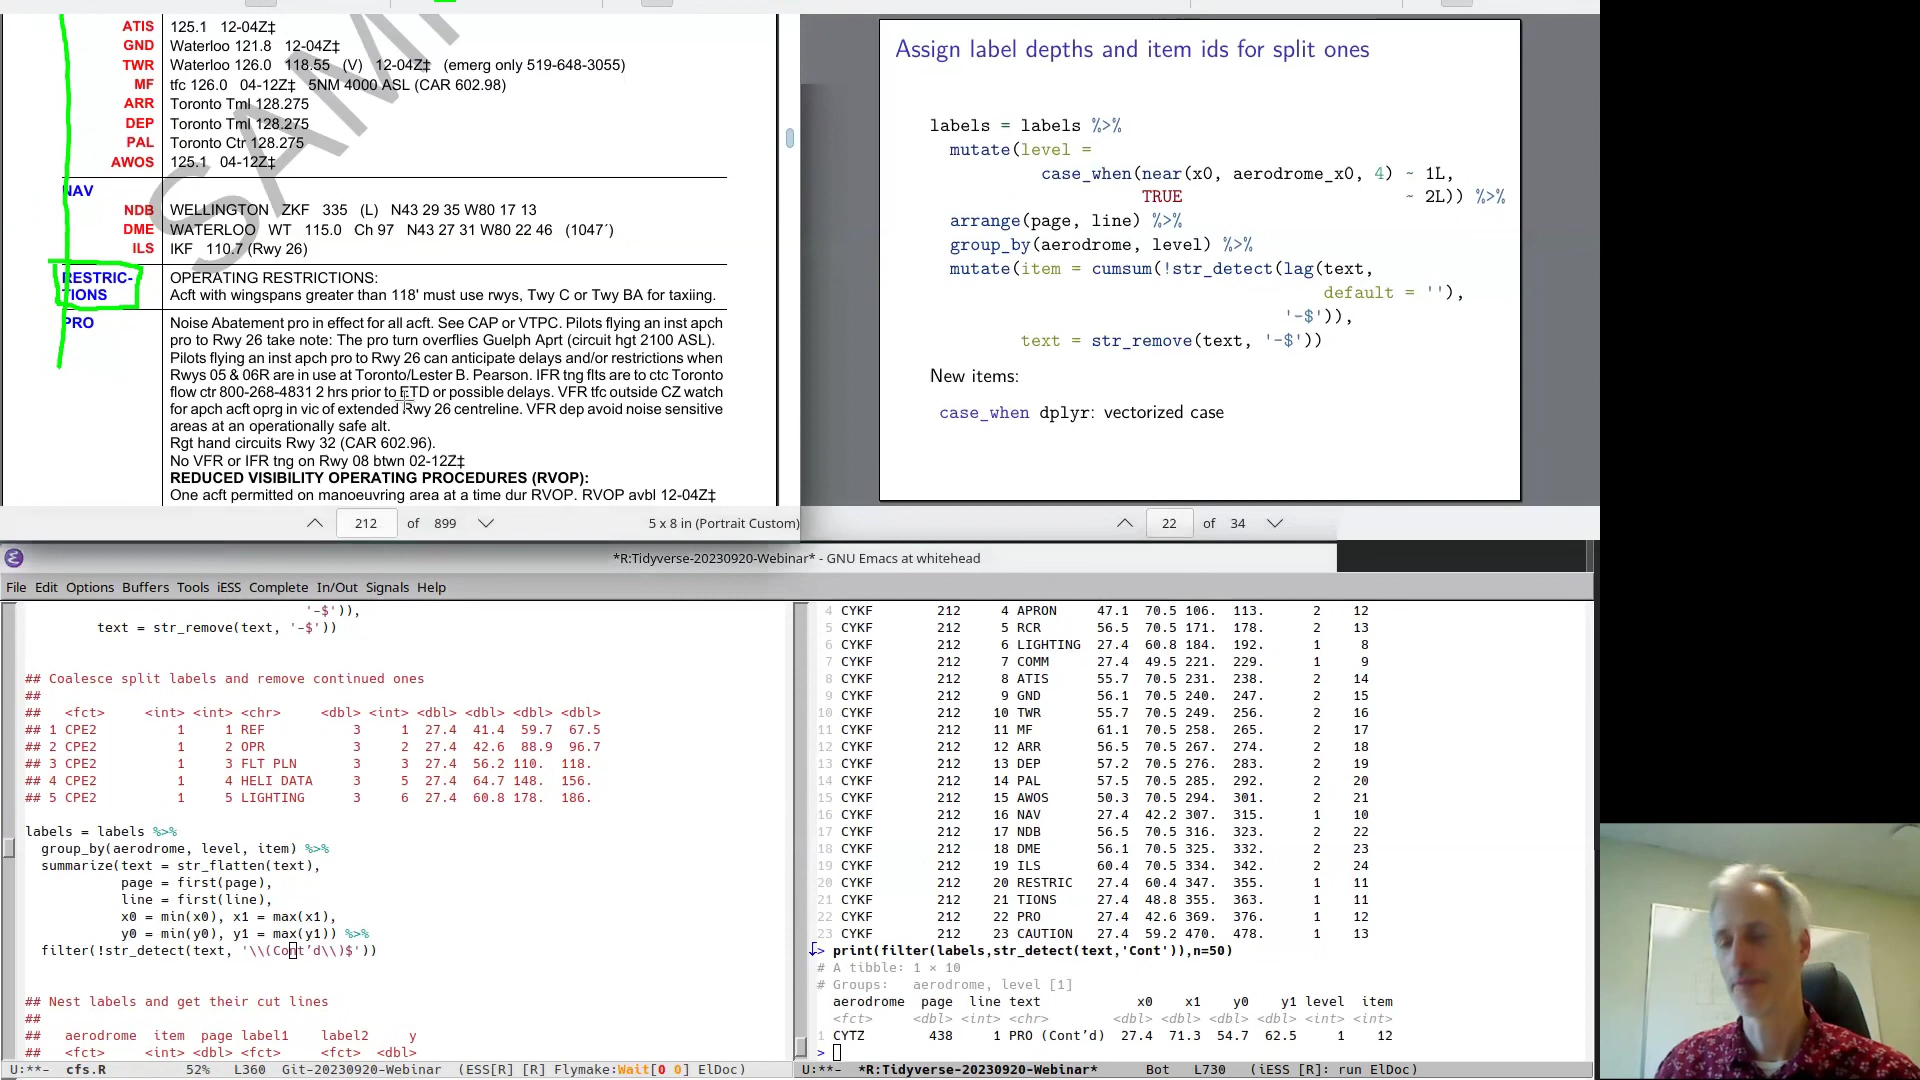 ATIS 125.1 12-04Z‡
GND Waterloo 121.8 12-04Z‡
TWR Waterloo 126.0 118.55 (V) 12-04Z‡ (emerg only 519-648-3055)
MF tfc 126.0 04-12Z‡ 5NM 4000 ASL (CAR 602.98)
ARR Toronto Tml 128.275
DEP Toronto Tml 128.275
PAL Toronto Ctr 128.275
AWOS 125.1 04-12Z‡
NAV
NDB WELLINGTON ZKF 335 (L) N43 29 35 W80 17 13
DME WATERLOO WT 115.0 Ch 97 N43 27 31 W80 22 46 (1047´)
ILS IKF 110.7 (Rwy 26)
RESTRIC- OPERATING RESTRICTIONS:
TIONS Acft with wingspans greater than 118' must use rwys, Twy C or Twy BA for taxiing.
PRO Noise Abatement pro in effect for all acft. See CAP or VTPC. Pilots flying an inst apch
pro to Rwy 26 take note: The pro turn overflies Guelph Aprt (circuit hgt 2100 ASL).
Pilots flying an inst apch pro to Rwy 26 can anticipate delays and/or restrictions when
Rwys 05 & 06R are in use at Toronto/Lester B. Pearson. IFR tng flts are to ctc Toronto
flow ctr 800-268-4831 2 hrs prior to ETD or possible delays. VFR tfc outside CZ watch
for apch acft oprg in vic of extended Rwy 26 centreline. VFR dep avoid noise sensitive
areas at an operationally safe alt.
Rgt hand circuits Rwy 32 (CAR 602.96).
No VFR or IFR tng on Rwy 08 btwn 02-12Z‡
REDUCED VISIBILITY OPERATING PROCEDURES (RVOP):
One acft permitted on manoeuvring area at a time dur RVOP. RVOP avbl 12-04Z‡
SAM
212 of 899 5 x 8 in (Portrait Custom)
Assign label depths and item ids for split ones
labels = labels %>%
mutate(level =
case_when(near(x0, aerodrome_x0, 4) ~ 1L,
TRUE ~ 2L)) %>%
arrange(page, line) %>%
group_by(aerodrome, level) %>%
mutate(item = cumsum(!str_detect(lag(text,
default = ''),
'-$')),
text = str_remove(text, '-$'))
New items:
case_when dplyr: vectorized case
22 of 34
*R:Tidyverse-20230920-Webinar* - GNU Emacs at whitehead
File Edit Options Buffers Tools iESS Complete In/Out Signals Help
'-$')),
text = str_remove(text, '-$'))
## Coalesce split labels and remove continued ones
##
## <fct> <int> <int> <chr> <dbl> <int> <dbl> <dbl> <dbl> <dbl>
## 1 CPE2 1 1 REF 3 1 27.4 41.4 59.7 67.5
## 2 CPE2 1 2 OPR 3 2 27.4 42.6 88.9 96.7
## 3 CPE2 1 3 FLT PLN 3 3 27.4 56.2 110. 118.
## 4 CPE2 1 4 HELI DATA 3 5 27.4 64.7 148. 156.
## 5 CPE2 1 5 LIGHTING 3 6 27.4 60.8 178. 186.
labels = labels %>%
group_by(aerodrome, level, item) %>%
summarize(text = str_flatten(text),
page = first(page),
line = first(line),
x0 = min(x0), x1 = max(x1),
y0 = min(y0), y1 = max(y1)) %>%
filter(!str_detect(text, '\\(Cont’d\\)$'))
## Nest labels and get their cut lines
##
## aerodrome item page label1 label2 y
## <fct> <int> <dbl> <fct> <fct> <dbl>
U:**- cfs.R 52% L360 Git-20230920-Webinar (ESS[R] [R] Flymake:Wait[0 0] ElDoc)
4 CYKF 212 4 APRON 47.1 70.5 106. 113. 2 12
5 CYKF 212 5 RCR 56.5 70.5 171. 178. 2 13
6 CYKF 212 6 LIGHTING 27.4 60.8 184. 192. 1 8
7 CYKF 212 7 COMM 27.4 49.5 221. 229. 1 9
8 CYKF 212 8 ATIS 55.7 70.5 231. 238. 2 14
9 CYKF 212 9 GND 56.1 70.5 240. 247. 2 15
10 CYKF 212 10 TWR 55.7 70.5 249. 256. 2 16
11 CYKF 212 11 MF 61.1 70.5 258. 265. 2 17
12 CYKF 212 12 ARR 56.5 70.5 267. 274. 2 18
13 CYKF 212 13 DEP 57.2 70.5 276. 283. 2 19
14 CYKF 212 14 PAL 57.5 70.5 285. 292. 2 20
15 CYKF 212 15 AWOS 50.3 70.5 294. 301. 2 21
16 CYKF 212 16 NAV 27.4 42.2 307. 315. 1 10
17 CYKF 212 17 NDB 56.5 70.5 316. 323. 2 22
18 CYKF 212 18 DME 56.1 70.5 325. 332. 2 23
19 CYKF 212 19 ILS 60.4 70.5 334. 342. 2 24
20 CYKF 212 20 RESTRIC 27.4 60.4 347. 355. 1 11
21 CYKF 212 21 TIONS 27.4 48.8 355. 363. 1 11
22 CYKF 212 22 PRO 27.4 42.6 369. 376. 1 12
23 CYKF 212 23 CAUTION 27.4 59.2 470. 478. 1 13
> print(filter(labels,str_detect(text,'Cont')),n=50)
# A tibble: 1 × 10
# Groups: aerodrome, level [1]
aerodrome page line text x0 x1 y0 y1 level item
<fct> <dbl> <int> <chr> <dbl> <dbl> <dbl> <dbl> <int> <int>
1 CYTZ 438 1 PRO (Cont’d) 27.4 71.3 54.7 62.5 1 12
>
U:**- *R:Tidyverse-20230920-Webinar* Bot L730 (iESS [R]: run ElDoc)